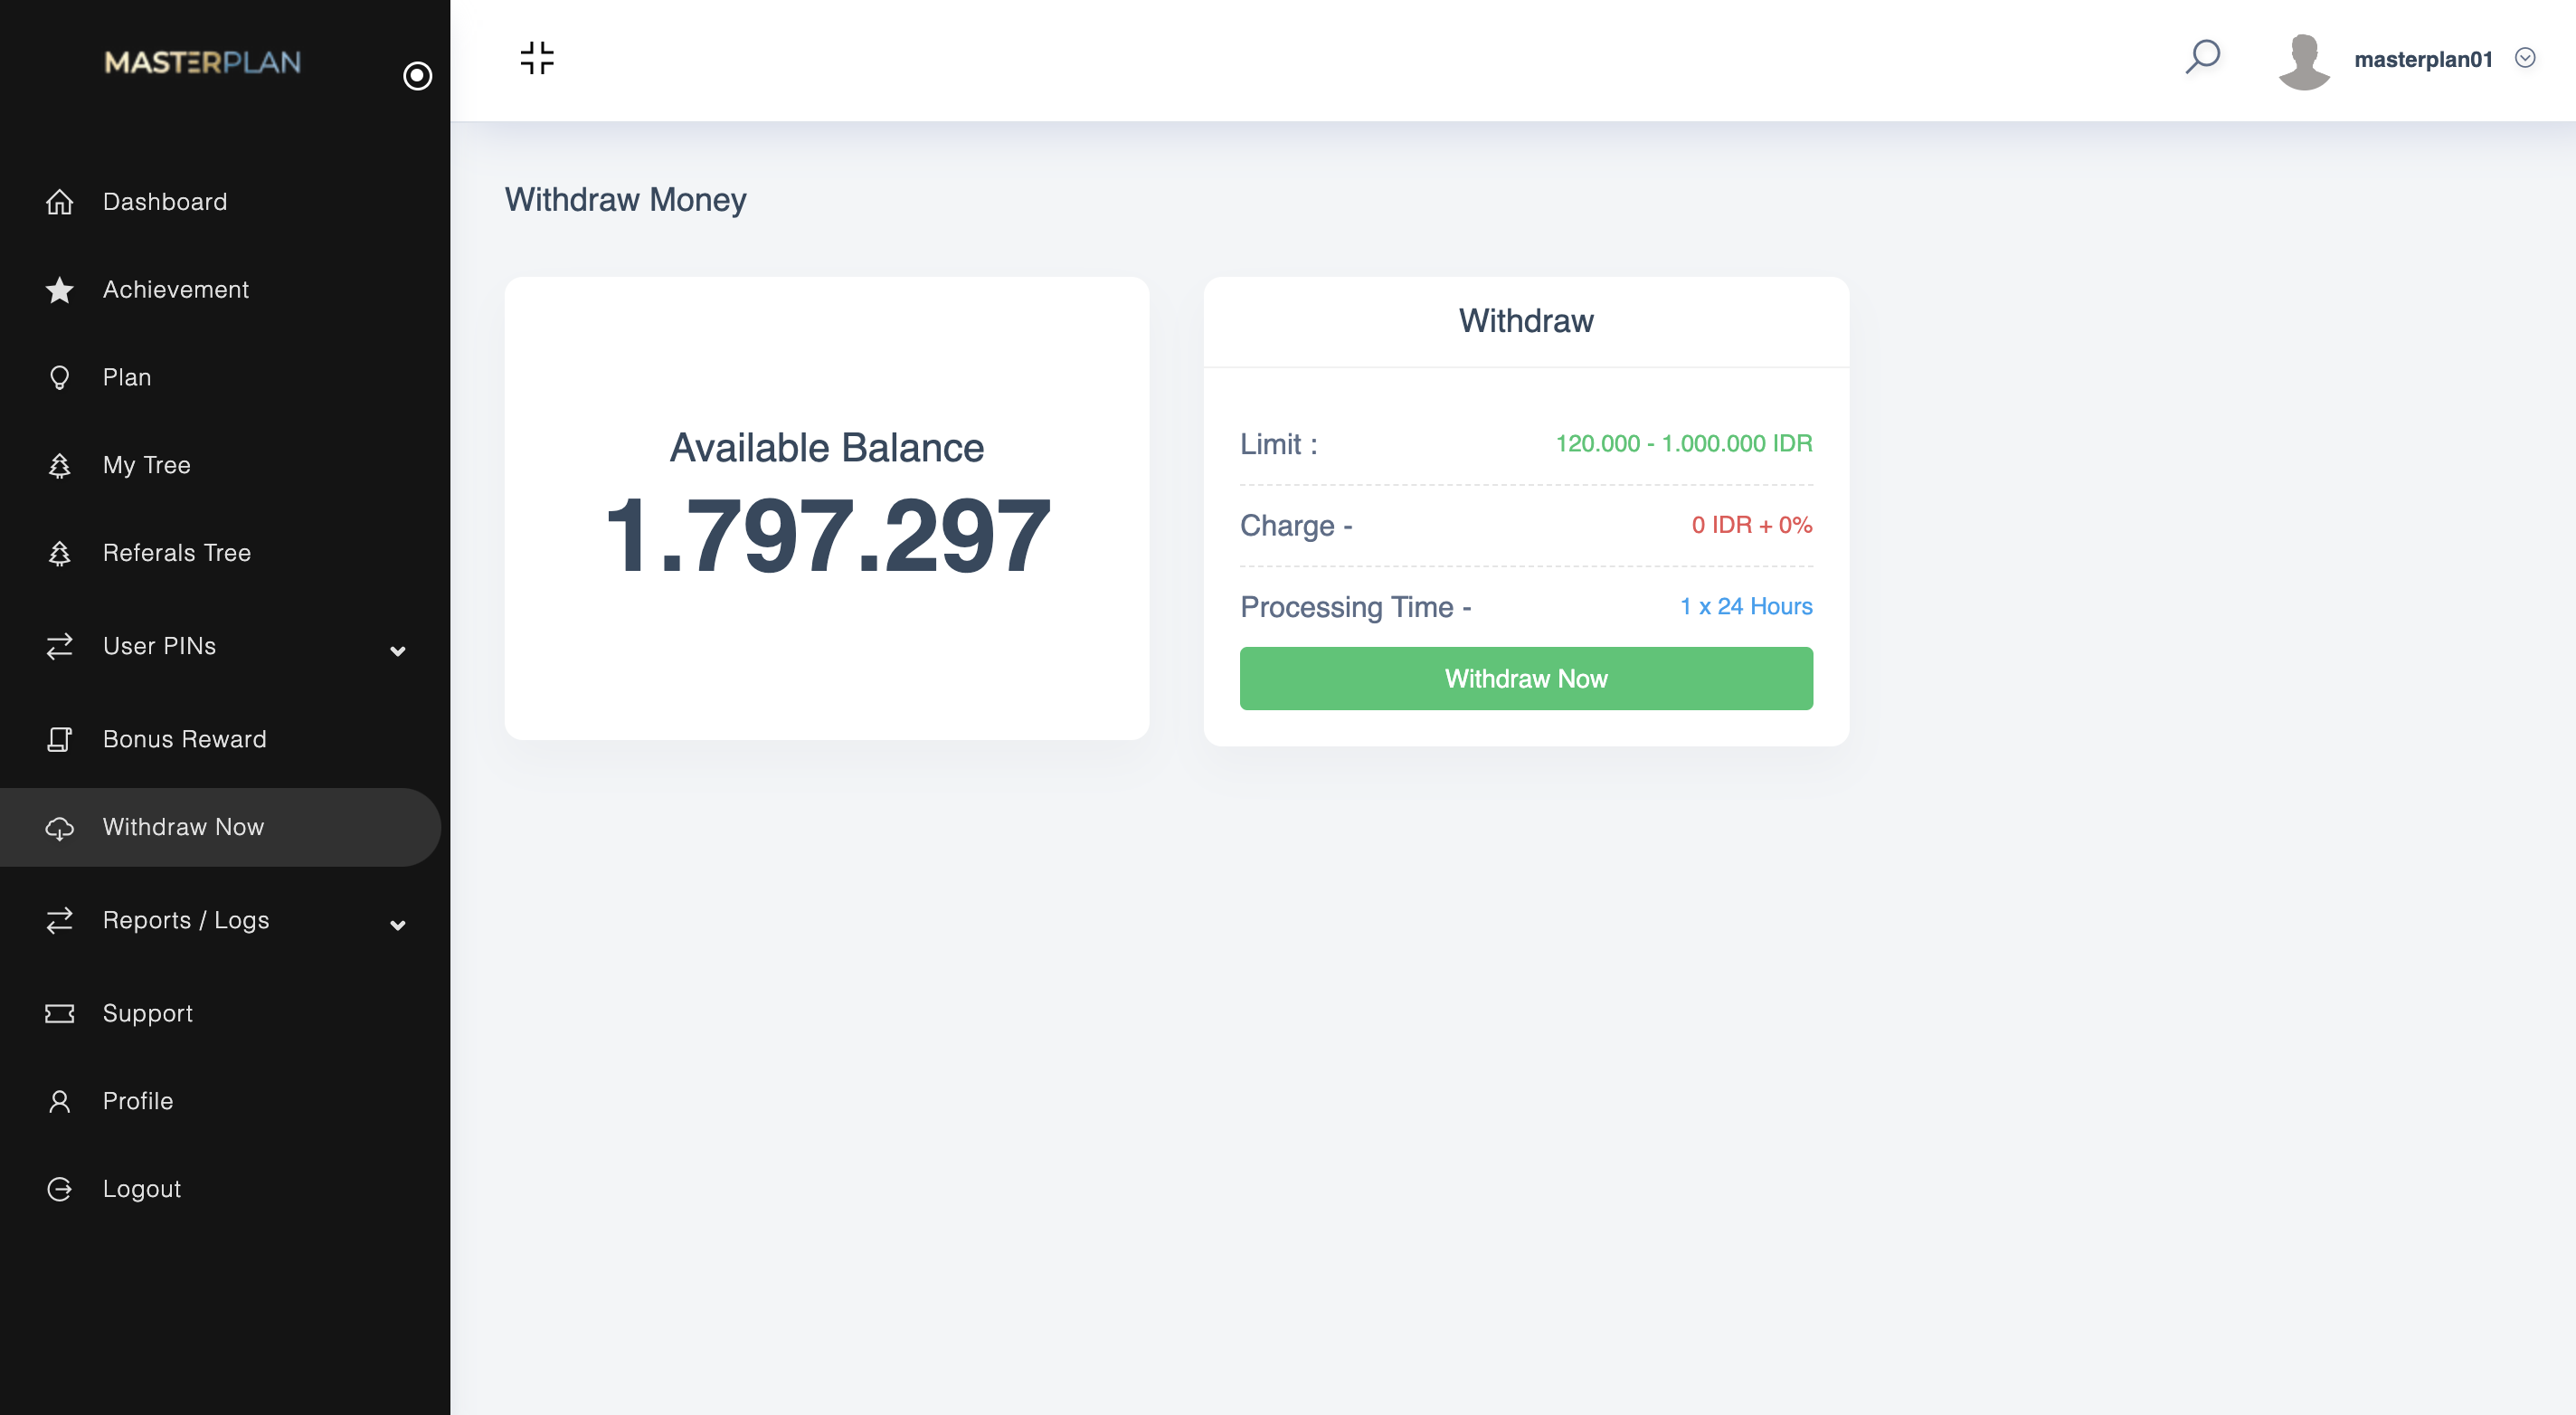 MASTERPLAN
masterplan01
Dashboard
Achievement
Plan
My Tree
Referals Tree
User PINs
Bonus Reward
Withdraw Now
Reports / Logs
Support
Profile
Logout
Withdraw Money
Available Balance
1.797.297
Withdraw
Limit : 120.000 - 1.000.000 IDR
Charge - 0 IDR + 0%
Processing Time - 1 x 24 Hours
Withdraw Now